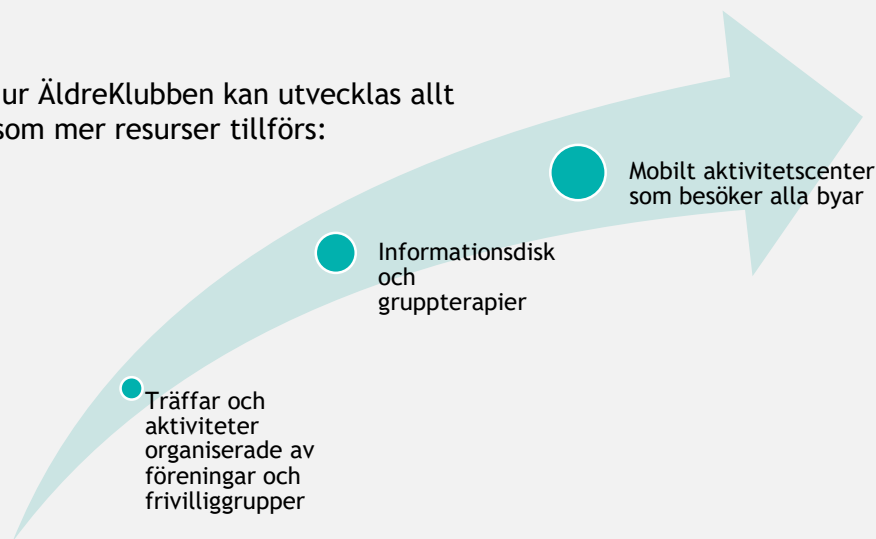 ur ÄldreKlubben kan utvecklas allt
som mer resurser tillförs:
Mobilt aktivitetscenter
som besöker alla byar
Informationsdisk
och
gruppterapier
Träffar och
aktiviteter
organiserade av
föreningar och
frivilliggrupper